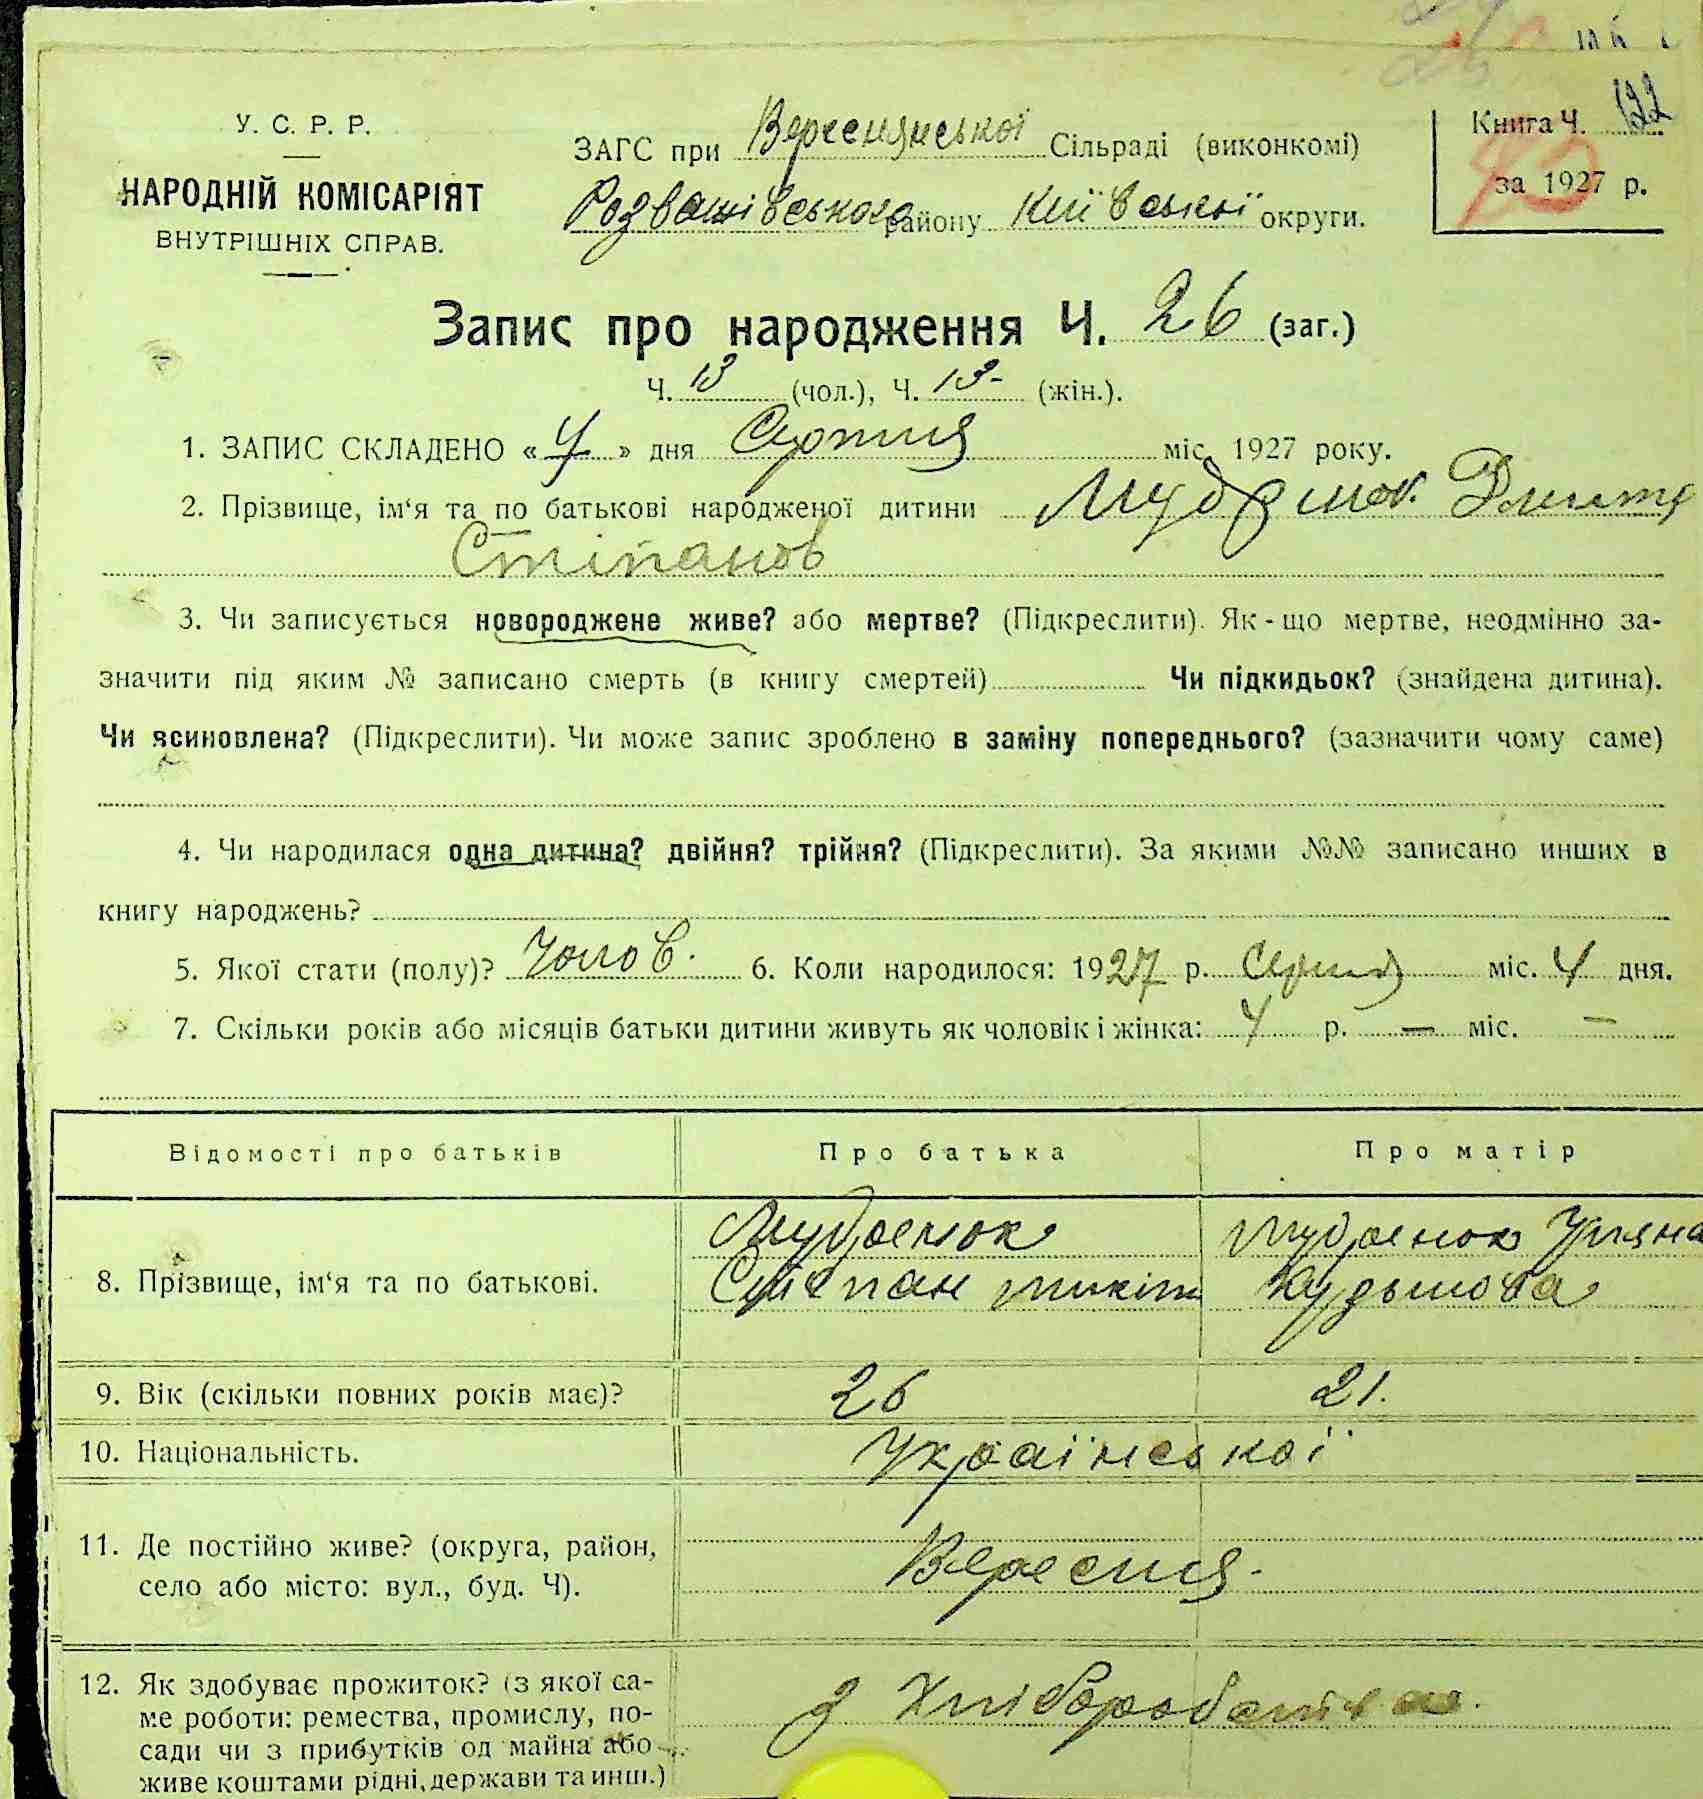 У. С. Р. Р.
НАРОДНІЙ КОМІСАРІЯТ
ВНУТРІШНІХ СПРАВ.
ЗАГС при Вереснянської Сільраді (виконкомі)
Розважівського району Київської округи.
Книга Ч. 122
за 1927 р.
Запис про народження Ч. 26 (заг.)
Ч. 13 (чол.), Ч. 13 - (жін.).
1. ЗАПИС СКЛАДЕНО « 4 » дня Серпня міс. 1927 року.
2. Прізвище, ім‘я та по батькові народженої дитини
Степанов
3. Чи записується новороджене живе? або мертве? (Підкреслити). Як-що мертве, неодмінно за-
значити під яким № записано смерть (в книгу смертей) Чи підкидьок? (знайдена дитина).
Чи всиновлена? (Підкреслити). Чи може запис зроблено в заміну попереднього? (зазначити чому саме)
4. Чи народилася одна дитина? двійня? трійня? (Підкреслити). За якими №№ записано инших в
книгу народжень?
5. Якої стати (полу)? Чолов. 6. Коли народилося: 1927 р. Серпня міс. 4 дня.
7. Скільки років або місяців батьки дитини живуть як чоловік і жінка: 4 р. — міс. —
Відомості про батьків Про батька Про матір
8. Прізвище, ім‘я та по батькові.
Мудренок Мудренок Уляна
Степан Микит
9. Вік (скільки повних років має)? 26 21.
10. Національність. Української
11. Де постійно живе? (округа, район,
село або місто: вул., буд. Ч). Вересня.
12. Як здобуває прожиток? (з якої са-
ме роботи: ремества, промислу, по-
сади чи з прибутків од майна або
живе коштами рідні, держави та инш.)
з Хліборобства.